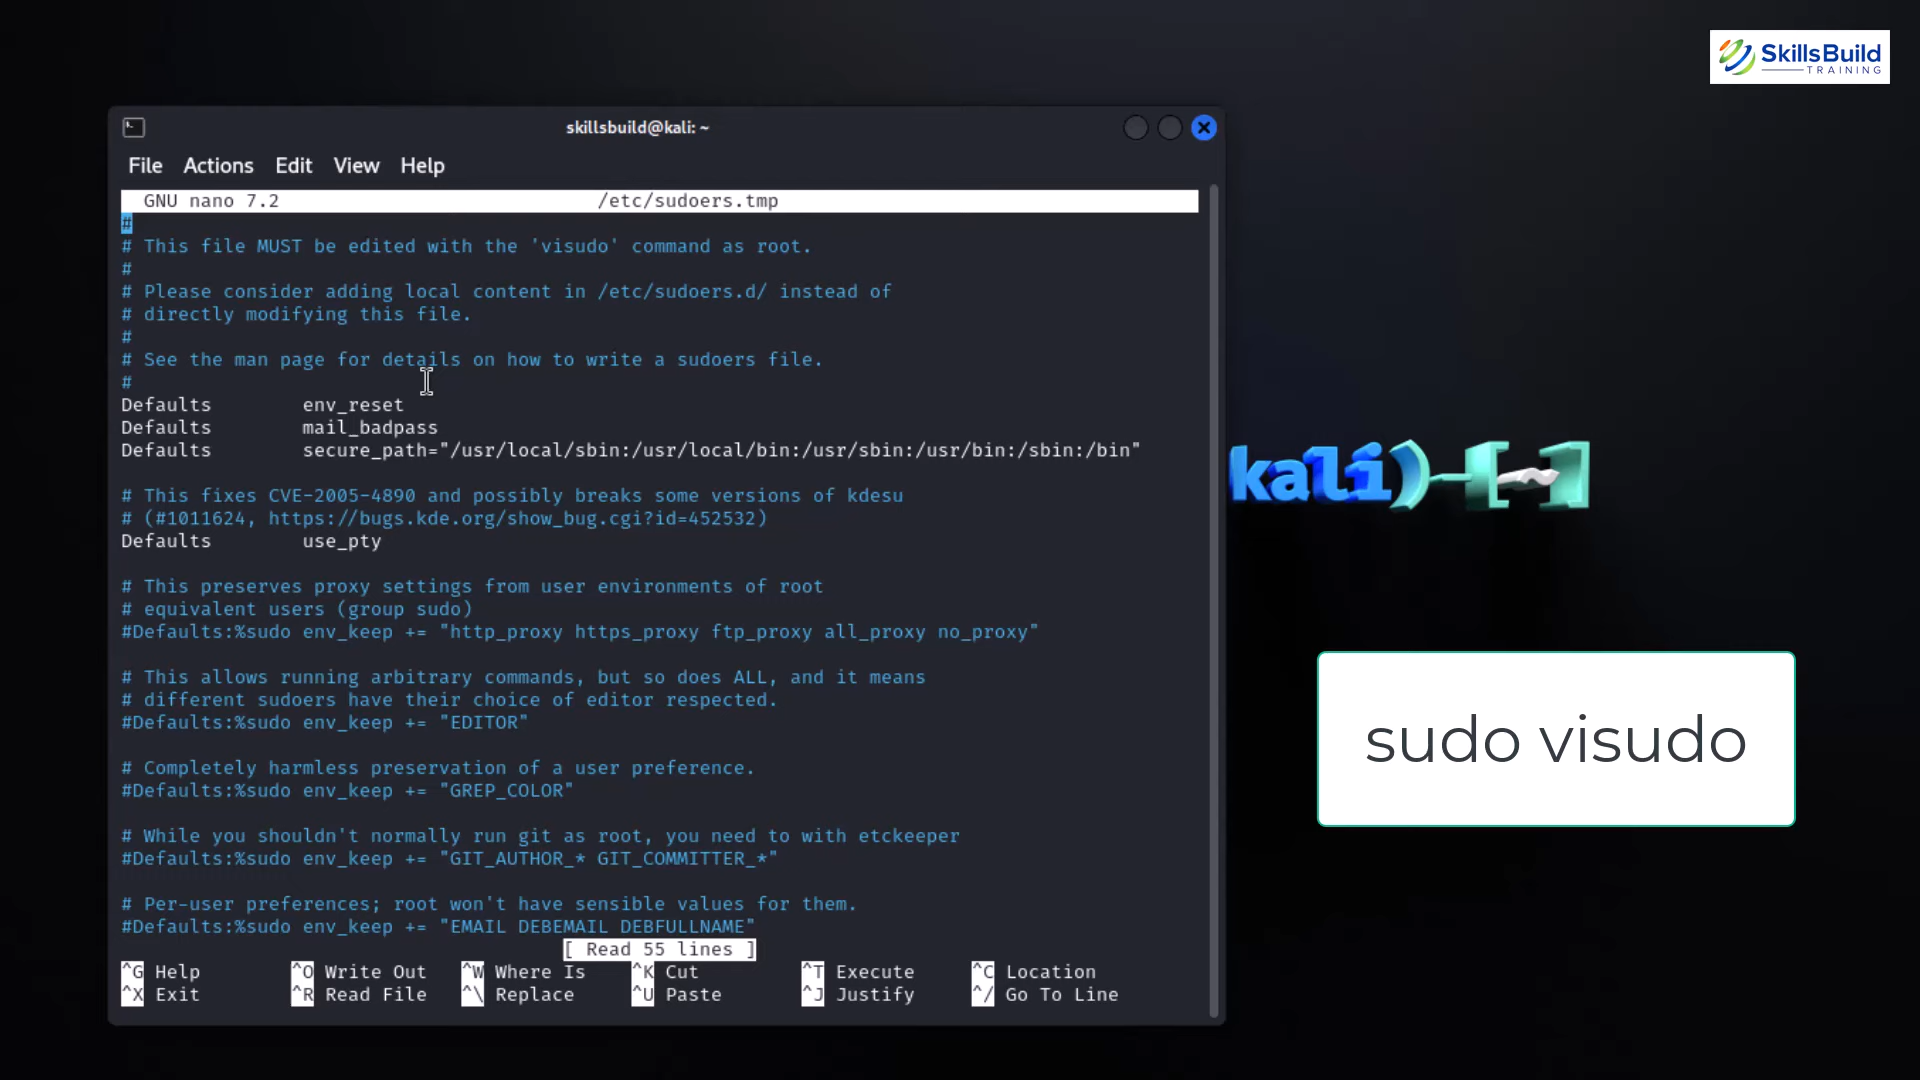 SkillsBuild
TRAINING
skillsbuild@kali: ~
File Actions Edit View Help
GNU nano 7.2 /etc/sudoers.tmp
#
# This file MUST be edited with the 'visudo' command as root.
#
# Please consider adding local content in /etc/sudoers.d/ instead of
# directly modifying this file.
#
# See the man page for details on how to write a sudoers file.
#
Defaults env_reset
Defaults mail_badpass
Defaults secure_path="/usr/local/sbin:/usr/local/bin:/usr/sbin:/usr/bin:/sbin:/bin"
# This fixes CVE-2005-4890 and possibly breaks some versions of kdesu
# (#1011624, https://bugs.kde.org/show_bug.cgi?id=452532)
Defaults use_pty
# This preserves proxy settings from user environments of root
# equivalent users (group sudo)
#Defaults:%sudo env_keep += "http_proxy https_proxy ftp_proxy all_proxy no_proxy"
# This allows running arbitrary commands, but so does ALL, and it means
# different sudoers have their choice of editor respected.
#Defaults:%sudo env_keep += "EDITOR"
# Completely harmless preservation of a user preference.
#Defaults:%sudo env_keep += "GREP_COLOR"
# While you shouldn't normally run git as root, you need to with etckeeper
#Defaults:%sudo env_keep += "GIT_AUTHOR_* GIT_COMMITTER_*"
# Per-user preferences; root won't have sensible values for them.
#Defaults:%sudo env_keep += "EMAIL DEBEMAIL DEBFULLNAME"
[ Read 55 lines ]
^G Help ^O Write Out ^W Where Is ^K Cut ^T Execute ^C Location
^X Exit ^R Read File ^\ Replace ^U Paste ^J Justify ^/ Go To Line
kali)-[~]
sudo visudo